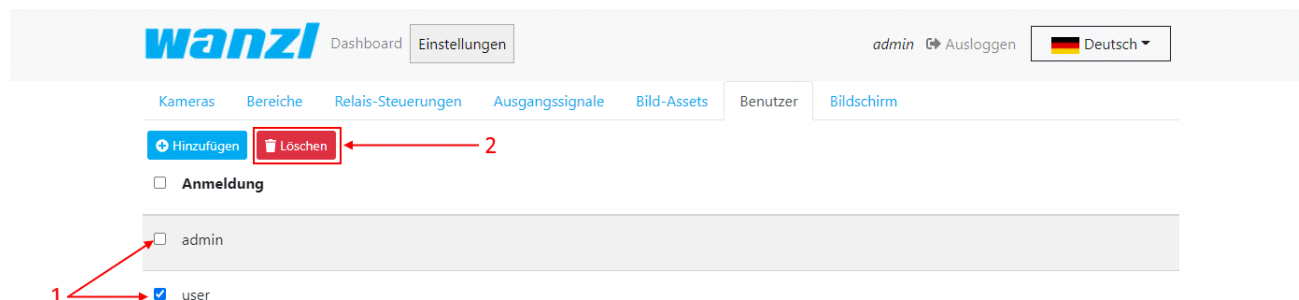 wanzl Dashboard Einstellungen admin Ausloggen Deutsch
Kameras Bereiche Relais-Steuerungen Ausgangssignale Bild-Assets Benutzer Bildschirm
Hinzufügen Löschen 2
Anmeldung
admin
1 user